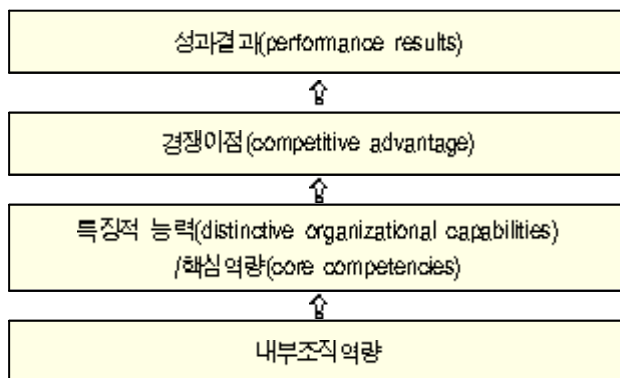 성과결과(performance results)
경쟁이점(competitive advantage)
특징적 능력(distinctive organizational capabilities)
/핵심역량(core competencies)
내부조직역량